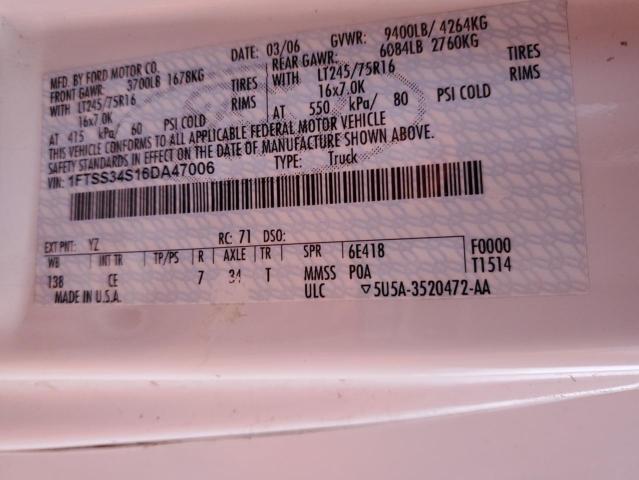 MFD. BY FORD MOTOR CO.
DATE: 03/06 GVWR: 9400LB/ 4264KG
FRONT GAWR: 3700LB 1678KG
REAR GAWR: 6084LB 2760KG
WITH LT245/75R16 TIRES
WITH LT245/75R16 TIRES
16x7.0K RIMS
16x7.0K RIMS
AT 415 kPa/ 60 PSI COLD
AT 550 kPa/ 80 PSI COLD
THIS VEHICLE CONFORMS TO ALL APPLICABLE FEDERAL MOTOR VEHICLE
SAFETY STANDARDS IN EFFECT ON THE DATE OF MANUFACTURE SHOWN ABOVE.
VIN: 1FTSS34S16DA47006 TYPE: Truck
EXT PNT: YZ RC: 71 DSO:
WB INT TR TP/PS R AXLE TR SPR 6E418 F0000
138 CE 7 34 T MMSS POA T1514
MADE IN U.S.A. ULC ▽5U5A-3520472-AA